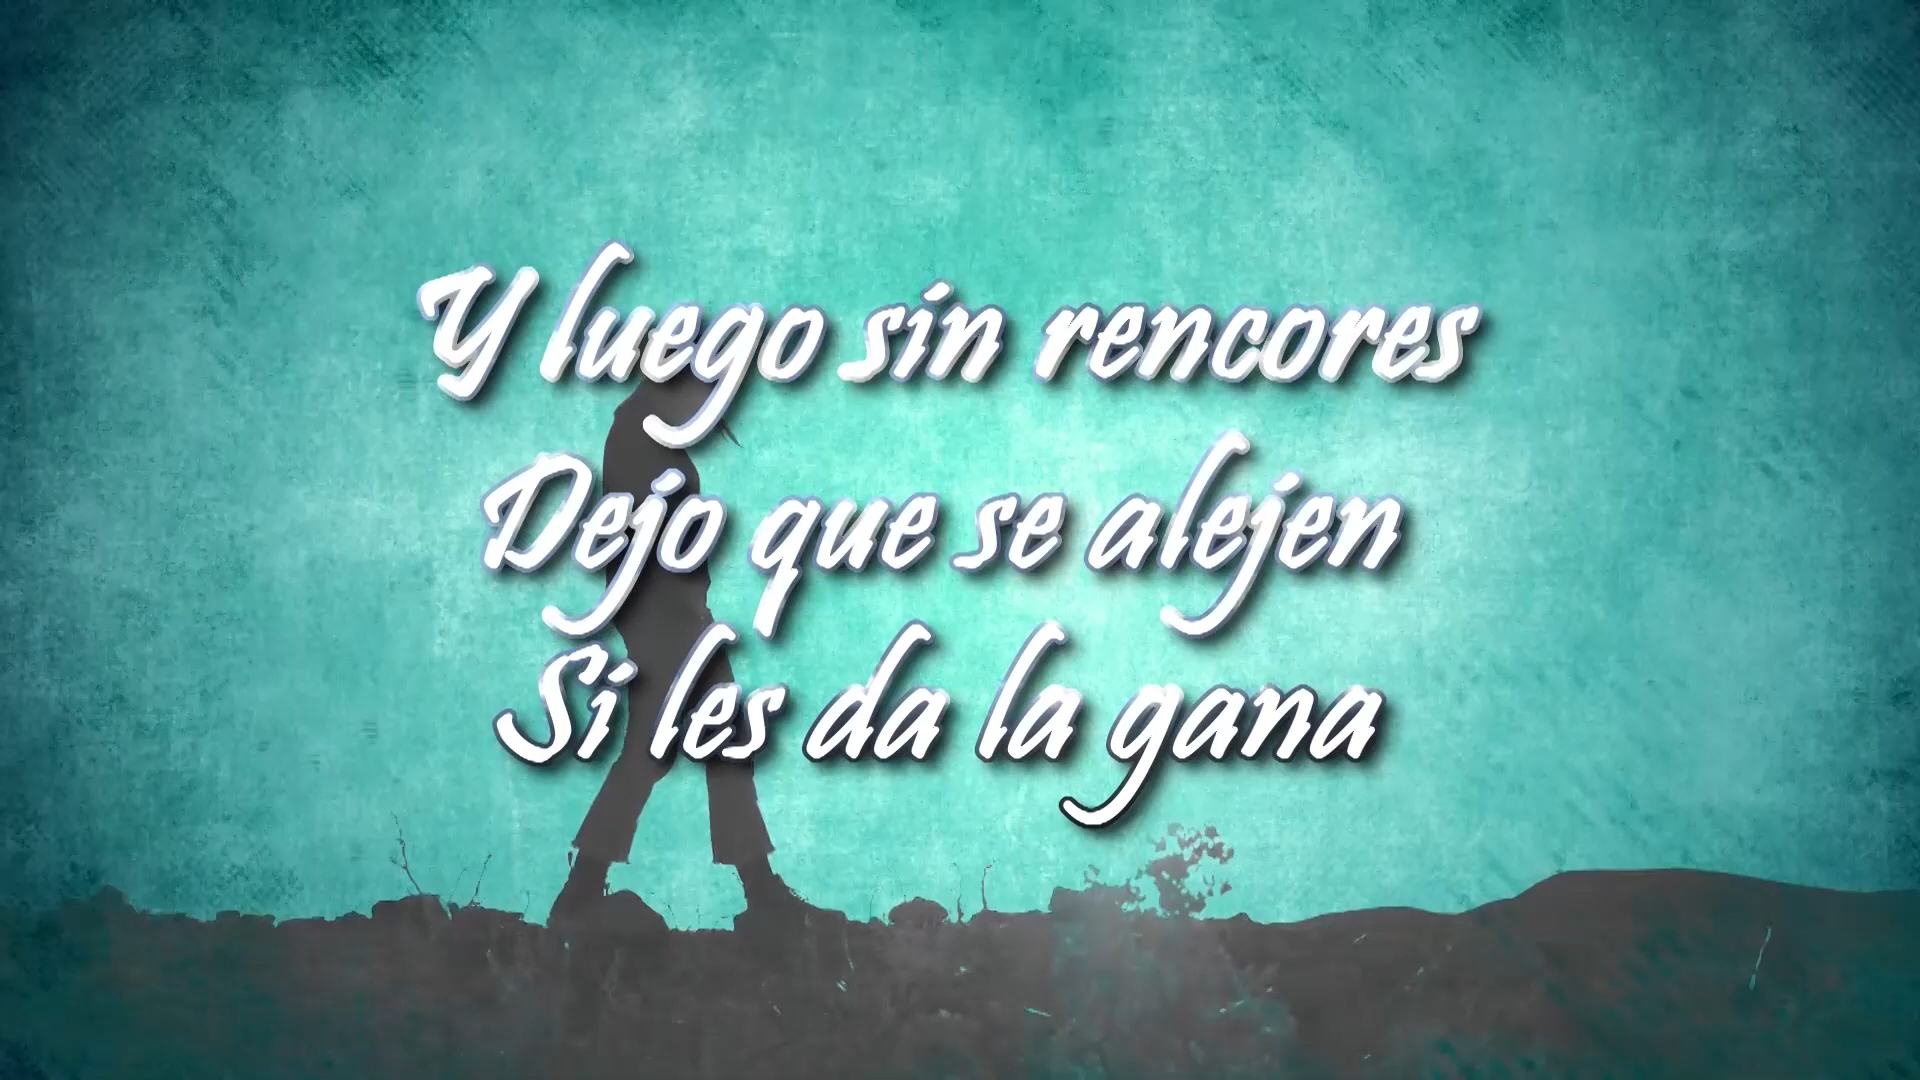 Y luego sin rencores
Dejo que se alejen
Si les da la gana